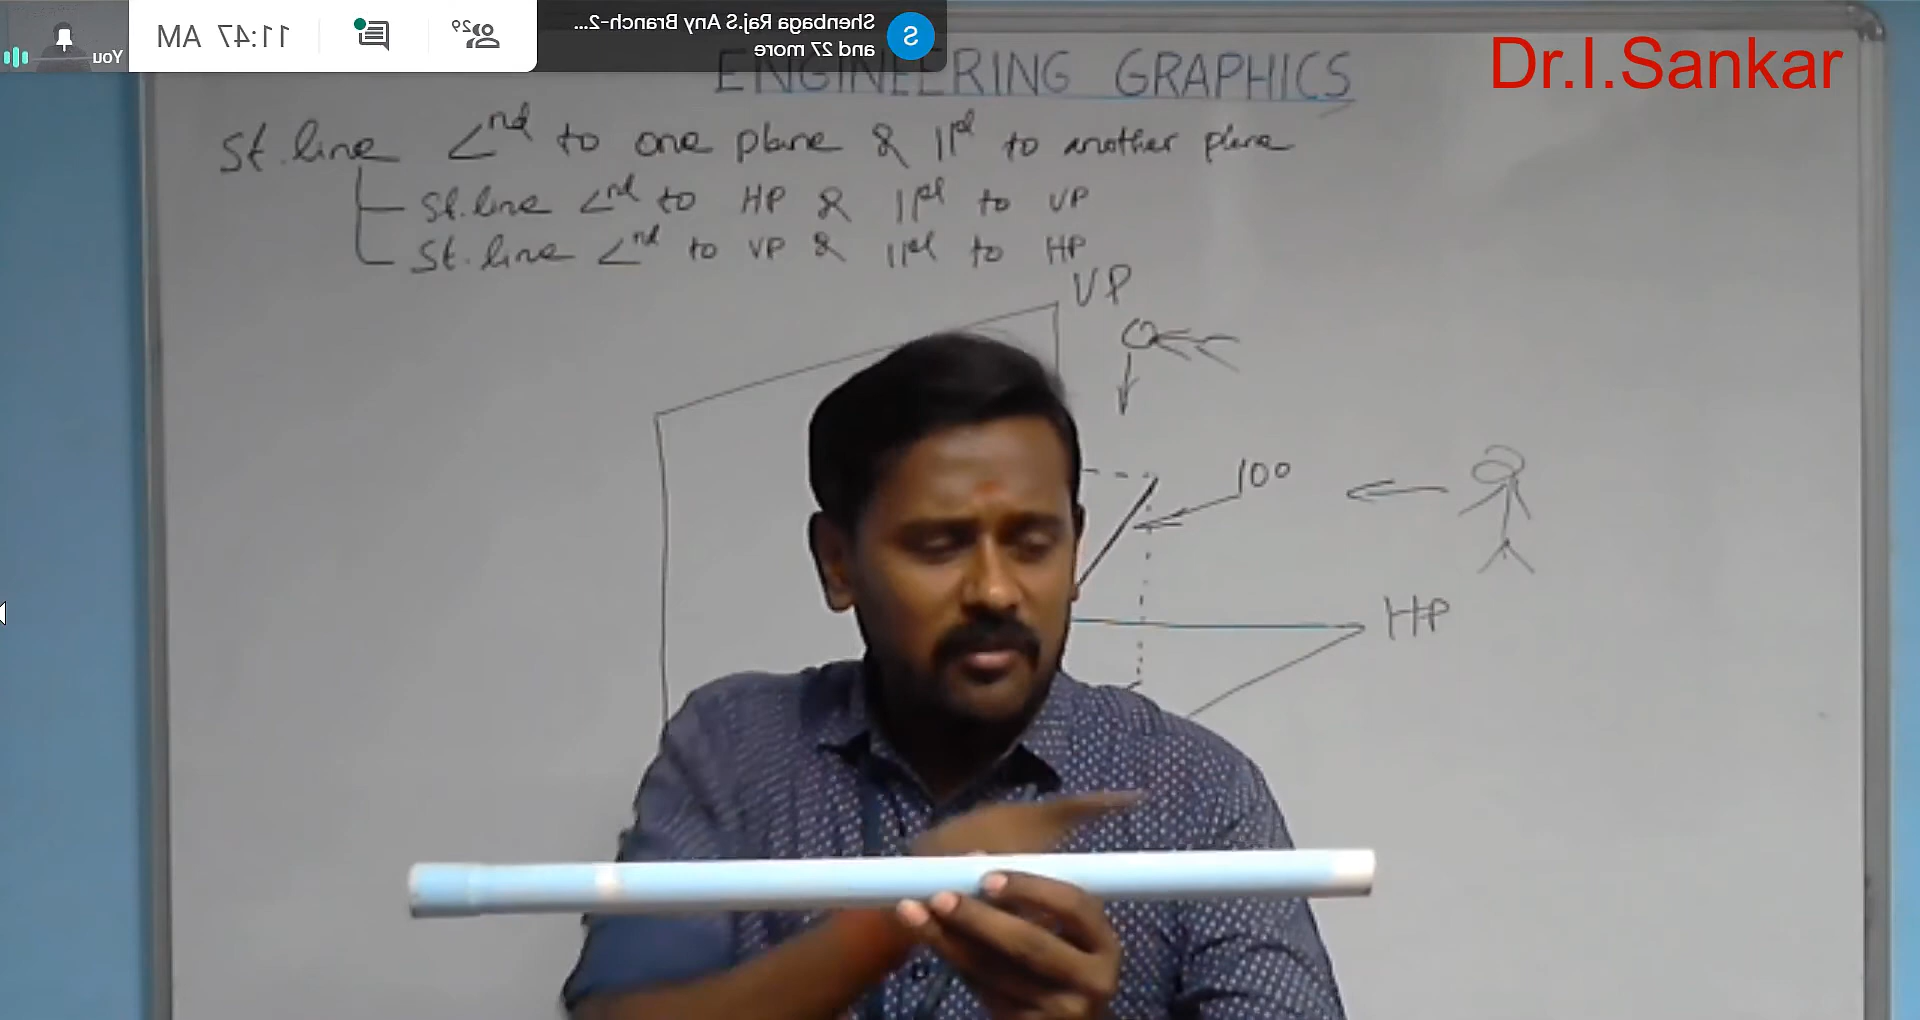 You
11:47 AM
29
S
Shenbaga Raj.S Any Branch-2...
and 27 more
Dr.I.Sankar
ENGINEERING GRAPHICS
St. line ∠nd to one plane & ||el to another plane
St. line ∠nd to HP & ||el to VP
St. line ∠nd to VP & ||el to HP
VP
100
HP